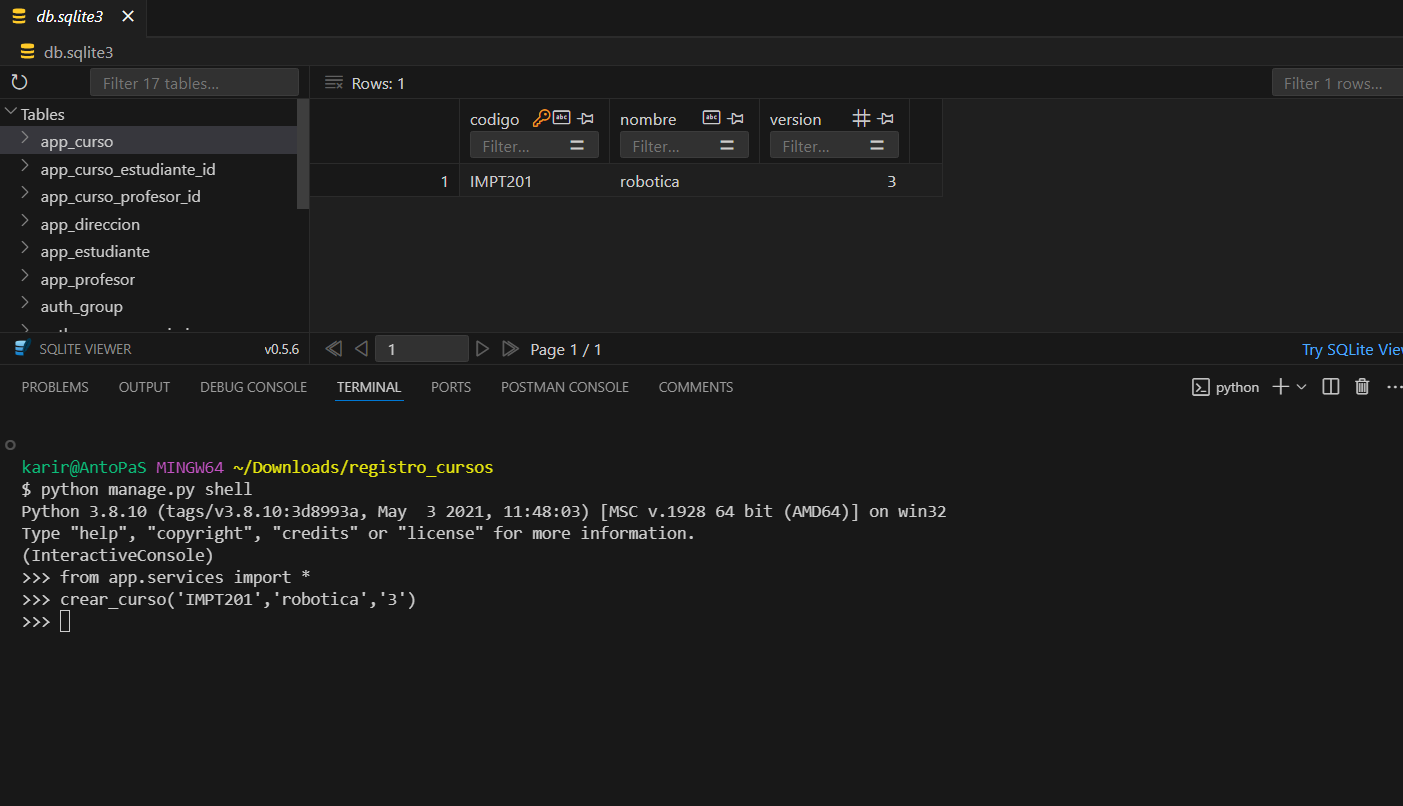 db.sqlite3
db.sqlite3
Filter 17 tables...
Rows: 1
Filter 1 rows...
Tables
app_curso
app_curso_estudiante_id
app_curso_profesor_id
app_direccion
app_estudiante
app_profesor
auth_group
codigo nombre version
Filter... Filter... Filter...
1 IMPT201 robotica 3
SQLITE VIEWER v0.5.6
1 Page 1 / 1
Try SQLite
PROBLEMS OUTPUT DEBUG CONSOLE TERMINAL PORTS POSTMAN CONSOLE COMMENTS
python
karir@AntoPaS MINGW64 ~/Downloads/registro_cursos
$ python manage.py shell
Python 3.8.10 (tags/v3.8.10:3d8993a, May  3 2021, 11:48:03) [MSC v.1928 64 bit (AMD64)] on win32
Type "help", "copyright", "credits" or "license" for more information.
(InteractiveConsole)
>>> from app.services import *
>>> crear_curso('IMPT201','robotica','3')
>>>